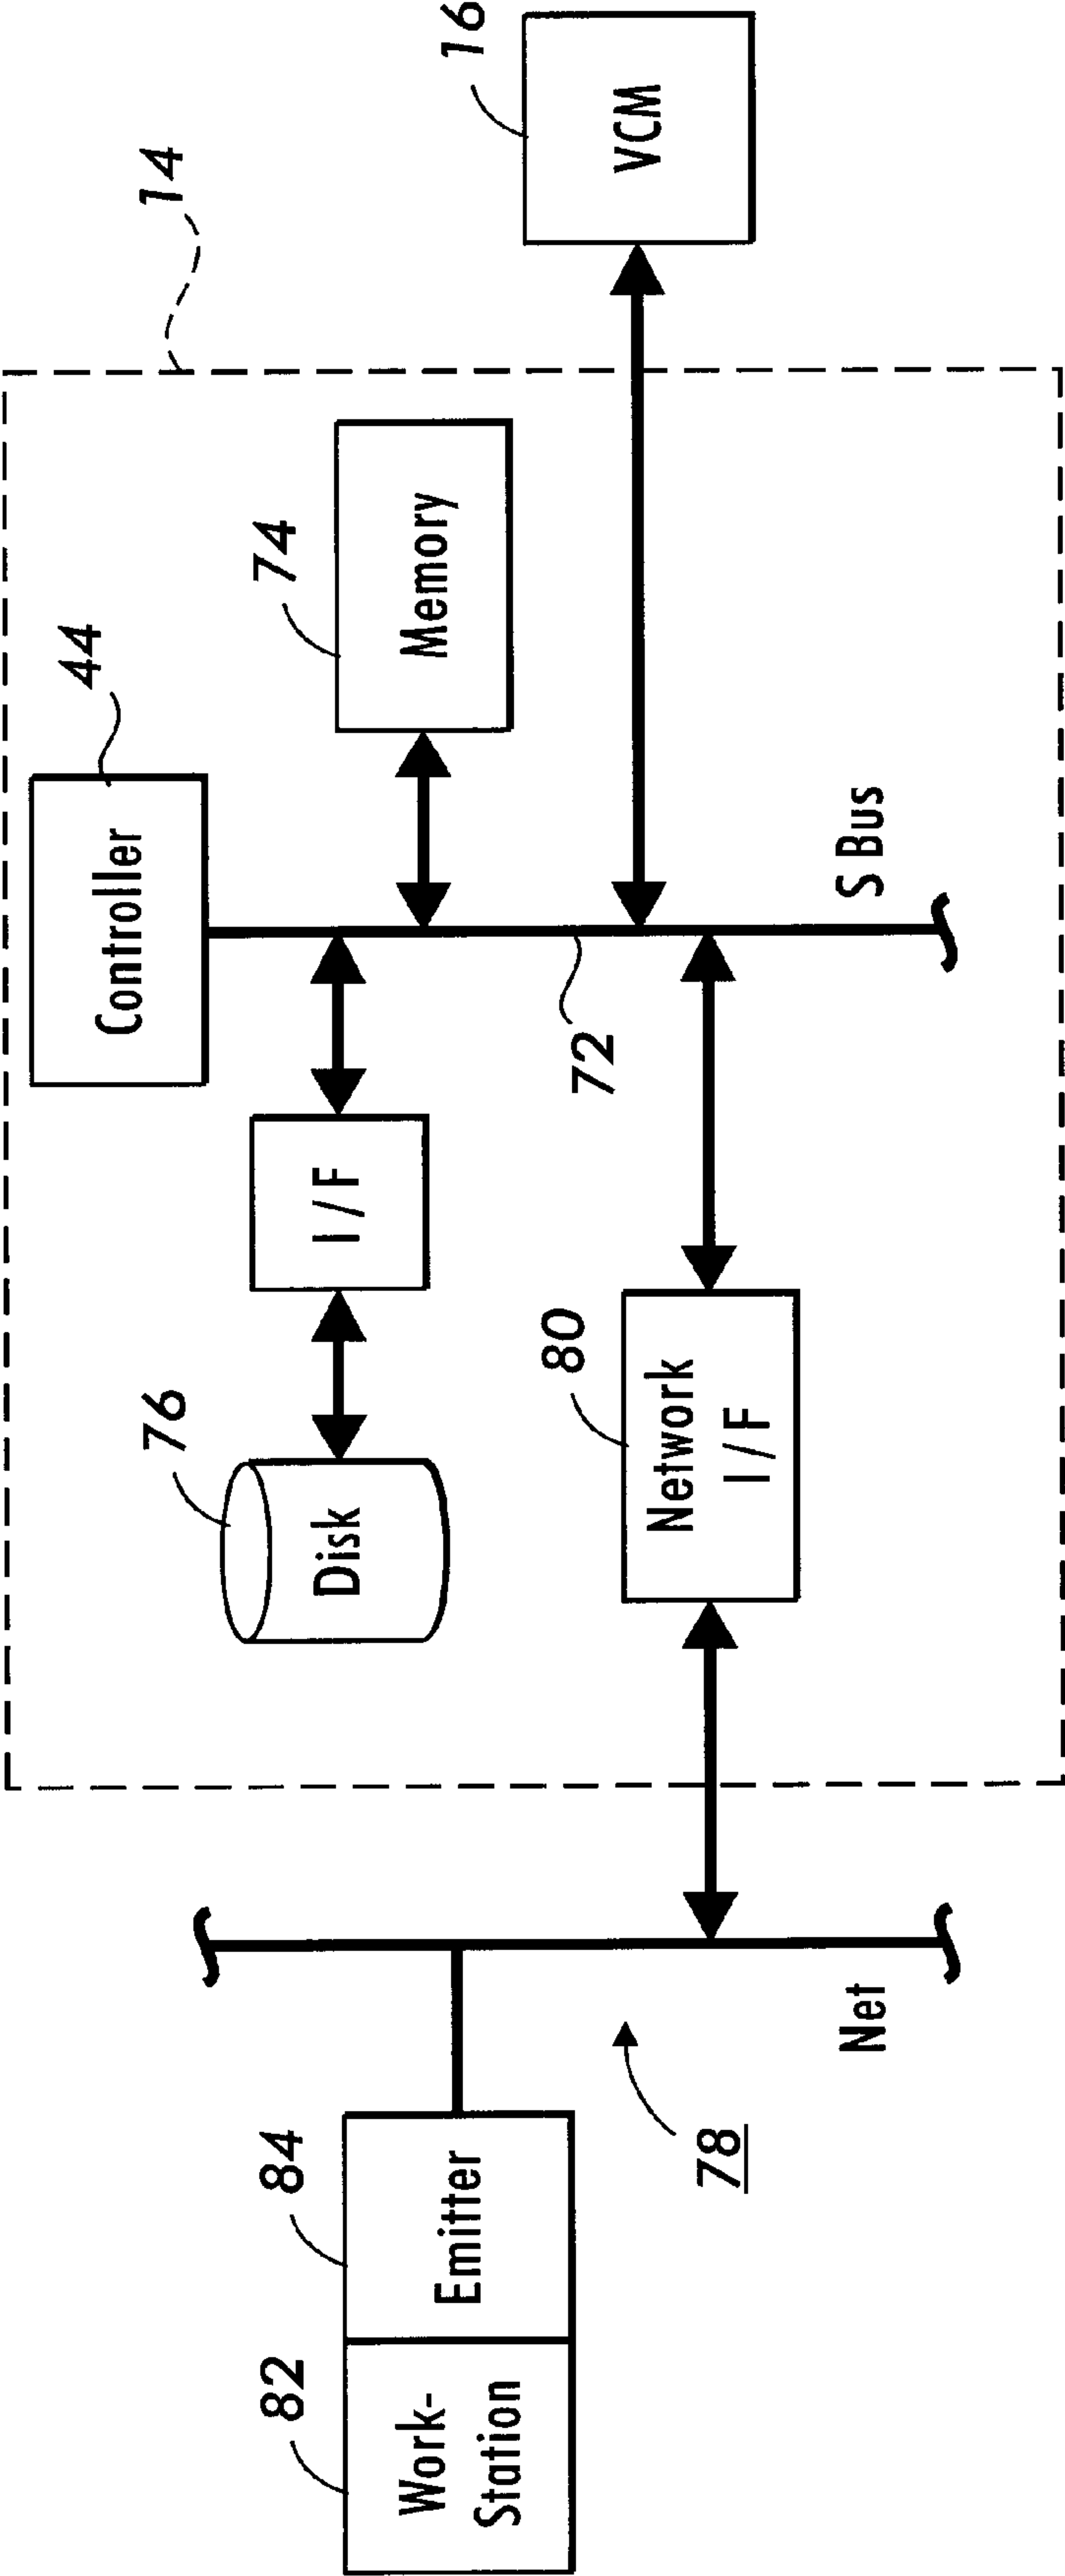 14
44
Controller
74
Memory
16
VCM
76
Disk
I / F
72
S Bus
80
Network
I / F
82
Work-
Station
84
Emitter
78
Net